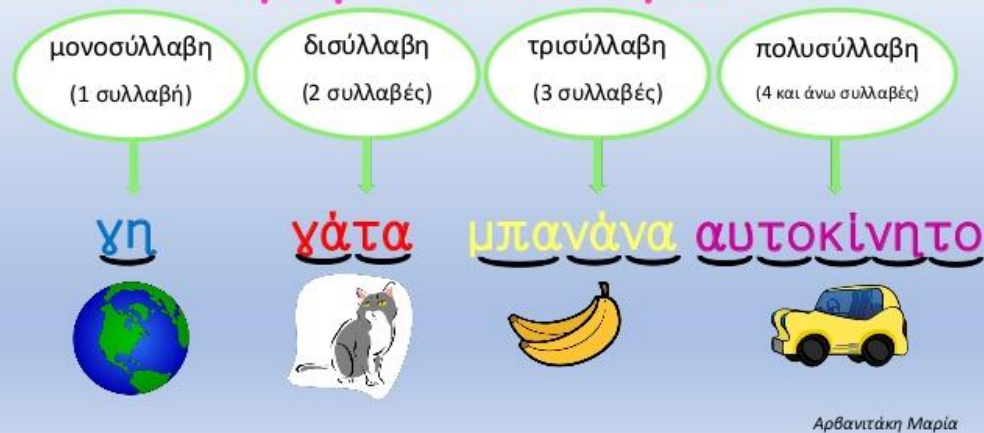 μονοσύλλαβη δισύλλαβη τρισύλλαβη πολυσύλλαβη
(1 συλλαβή) (2 συλλαβές) (3 συλλαβές) (4 και άνω συλλαβές)
γη γάτα μπανάνα αυτοκίνητο
Αρβανιτάκη Μαρία